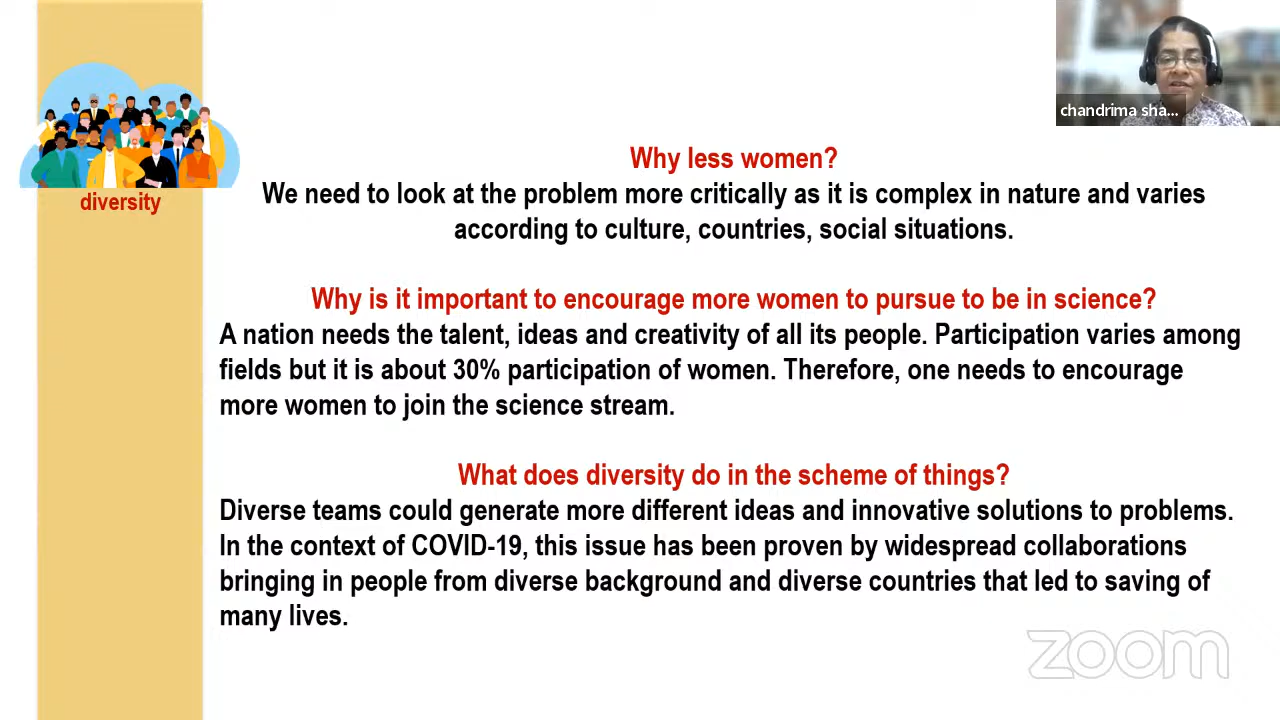 chandrima sha...
diversity
Why less women?
We need to look at the problem more critically as it is complex in nature and varies
according to culture, countries, social situations.
Why is it important to encourage more women to pursue to be in science?
A nation needs the talent, ideas and creativity of all its people. Participation varies among
fields but it is about 30% participation of women. Therefore, one needs to encourage
more women to join the science stream.
What does diversity do in the scheme of things?
Diverse teams could generate more different ideas and innovative solutions to problems.
In the context of COVID-19, this issue has been proven by widespread collaborations
bringing in people from diverse background and diverse countries that led to saving of
many lives.
zoom